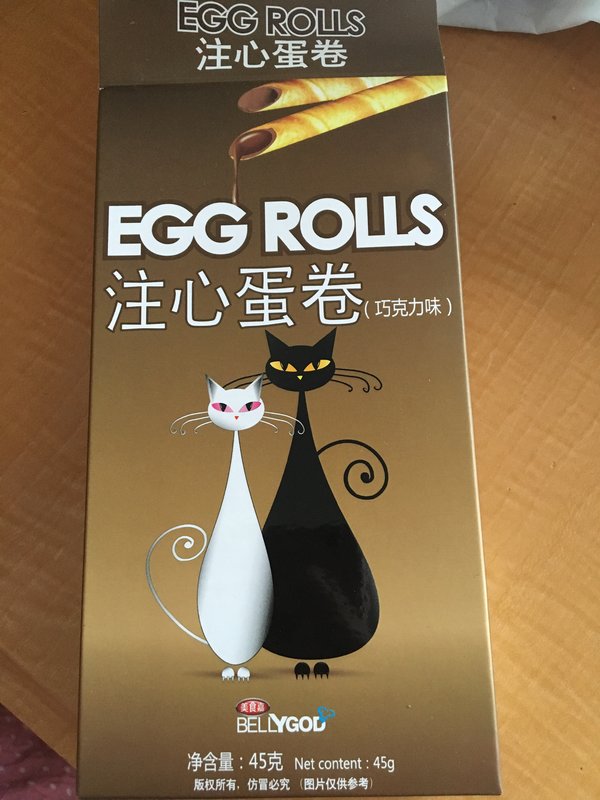 EGG ROLLS
注心蛋卷
EGG ROLLS
注心蛋卷(巧克力味)
美食嘉
BELLYGOD
净含量:45克 Net content:45g
版权所有,仿冒必究(图片仅供参考)